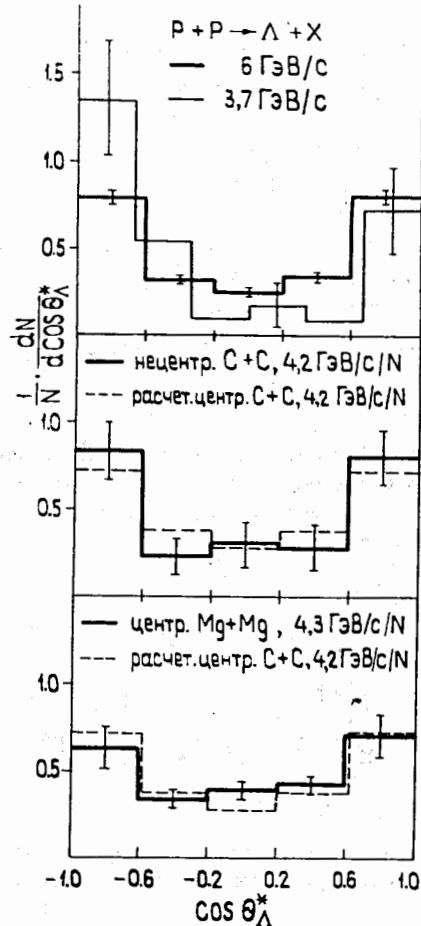 P + P → Λ + X
6 ГэВ/с
3,7 ГэВ/с
1.5
1.0
0.5
1/N · dN/dcosθ*Λ
нецентр. C+C, 4,2 ГэВ/с/N
расчет.центр. C+C, 4,2 ГэВ/с/N
1.0
0.5
центр. Mg+Mg , 4,3 ГэВ/с/N
расчет.центр. C+C, 4,2 ГэВ/с/N
1.0
0.5
-1.0 -0.6 -0.2 0.2 0.6 1.0
cos θ*Λ